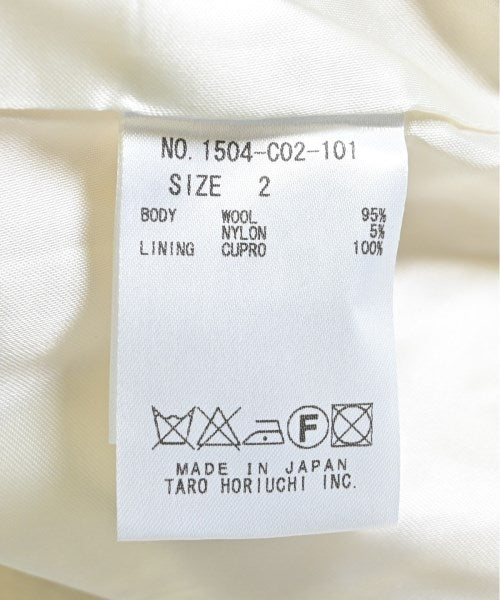 NO. 1504-C02-101
SIZE 2
BODY WOOL 95%
NYLON 5%
LINING CUPRO 100%
F
MADE IN JAPAN
TARO HORIUCHI INC.